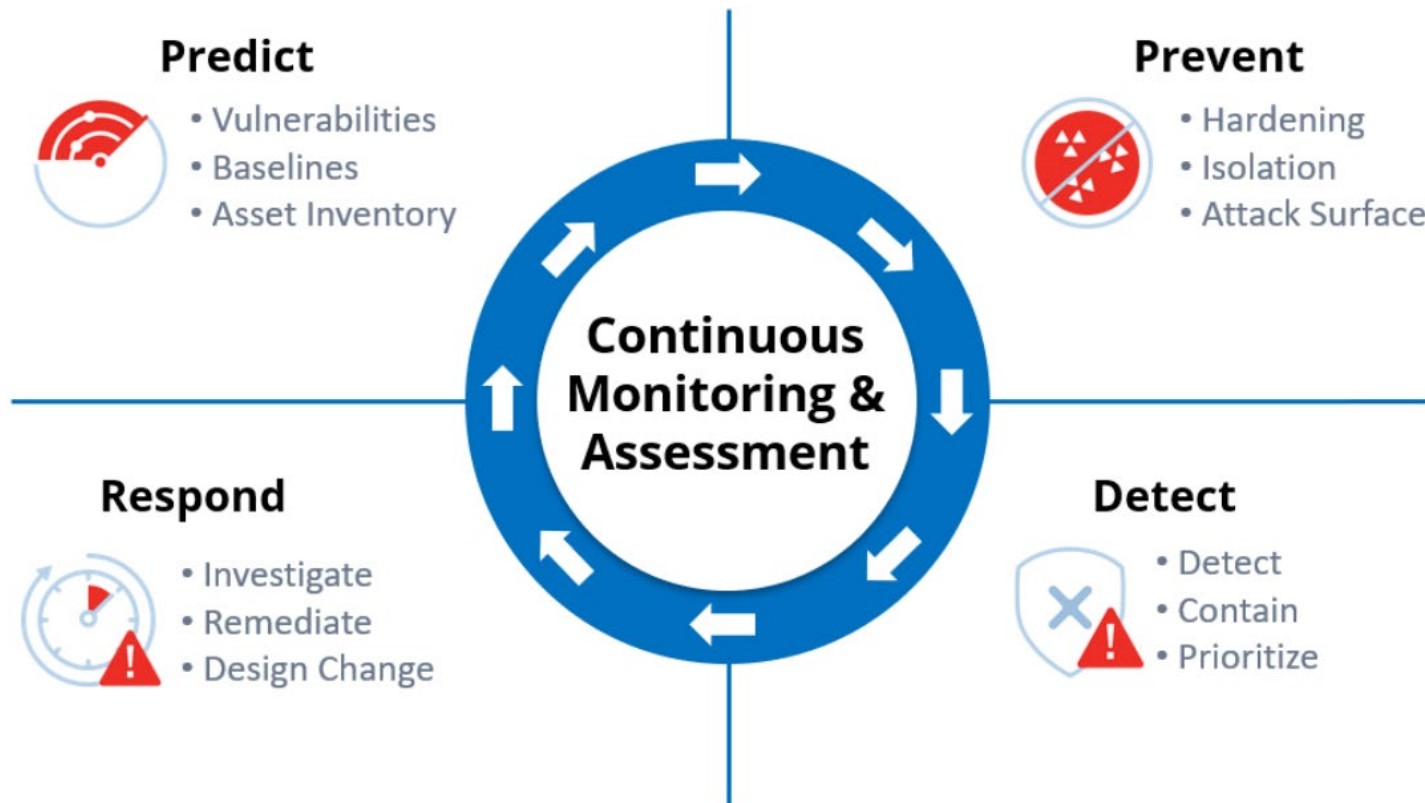 Predict
• Vulnerabilities
• Baselines
• Asset Inventory
Prevent
• Hardening
• Isolation
• Attack Surface
Continuous
Monitoring &
Assessment
Respond
• Investigate
• Remediate
• Design Change
Detect
• Detect
• Contain
• Prioritize